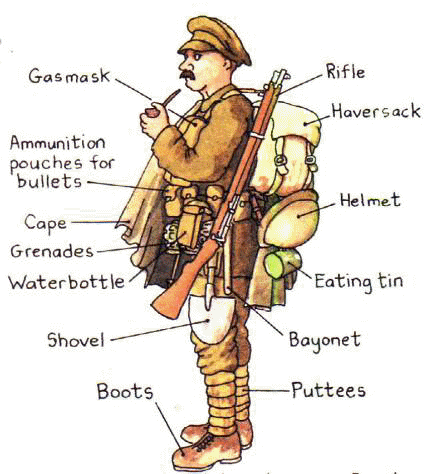 Gasmask
Rifle
Haversack
Ammunition
pouches for
bullets
Helmet
Cape
Grenades
Waterbottle
Eating tin
Shovel
Bayonet
Boots
Puttees